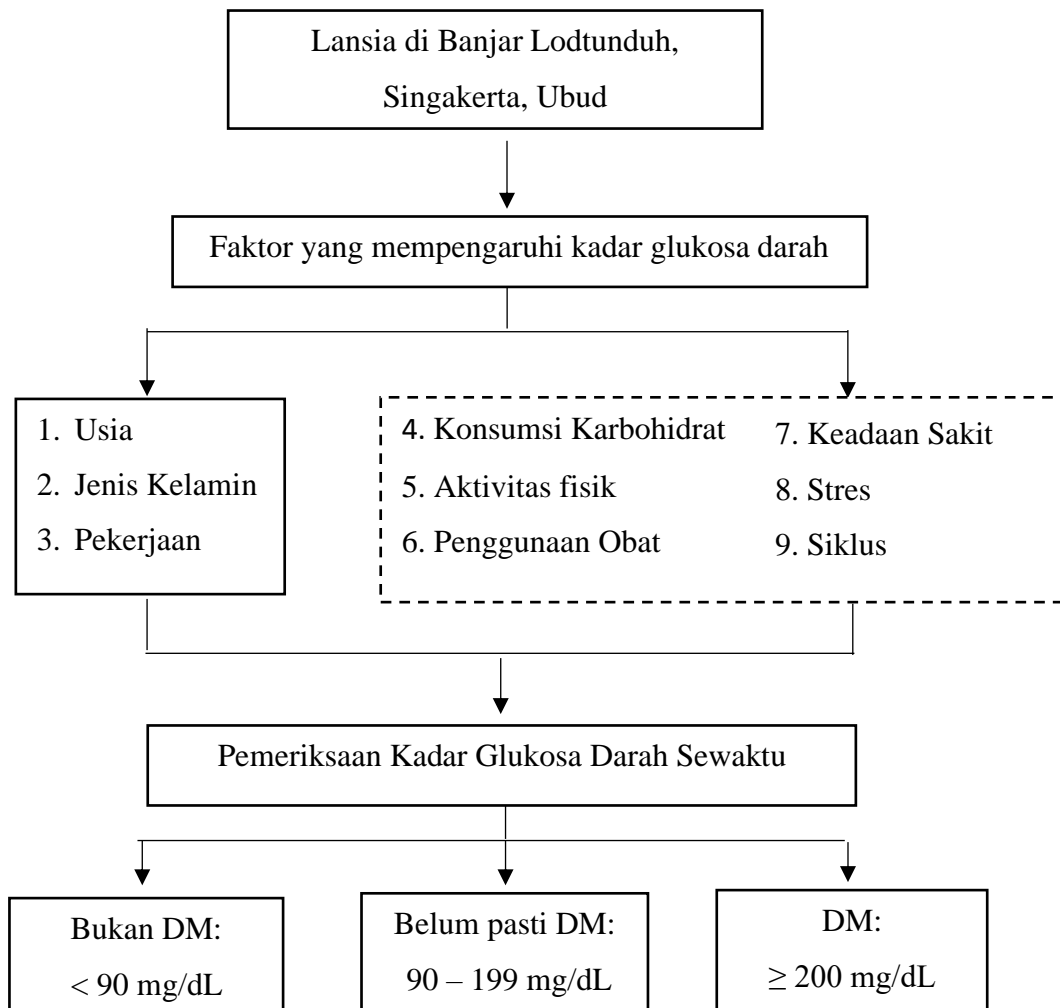 Lansia di Banjar Lodtunduh,
Singakerta, Ubud
Faktor yang mempengaruhi kadar glukosa darah
1. Usia
2. Jenis Kelamin
3. Pekerjaan
4. Konsumsi Karbohidrat
5. Aktivitas fisik
6. Penggunaan Obat
7. Keadaan Sakit
8. Stres
9. Siklus
Pemeriksaan Kadar Glukosa Darah Sewaktu
Bukan DM:
< 90 mg/dL
Belum pasti DM:
90 – 199 mg/dL
DM:
≥ 200 mg/dL